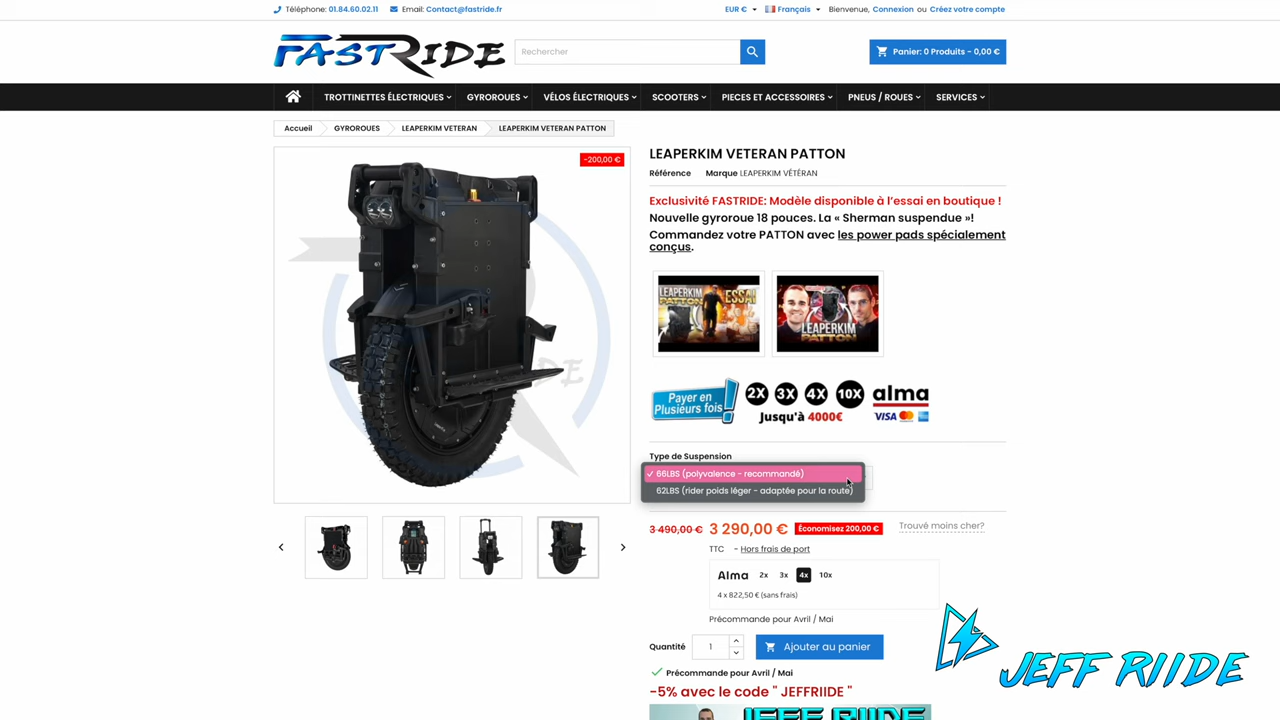 Téléphone: 01.84.60.02.11 Email: Contact@fastride.fr EUR € Français Bienvenue, Connexion ou Créez votre compte
FASTRIDE
Rechercher
Panier: 0 Produits - 0,00 €
TROTTINETTES ÉLECTRIQUES GYROROUES VÉLOS ÉLECTRIQUES SCOOTERS PIECES ET ACCESSOIRES PNEUS / ROUES SERVICES
Accueil GYROROUES LEAPERKIM VETERAN LEAPERKIM VETERAN PATTON
-200,00 €
LEAPERKIM VETERAN PATTON
Référence Marque LEAPERKIM VÉTÉRAN
Exclusivité FASTRIDE: Modèle disponible à l'essai en boutique !
Nouvelle gyroroue 18 pouces. La « Sherman suspendue »!
Commandez votre PATTON avec les power pads spécialement
conçus.
LEAPERKIM
PATTON
ESSAI
LEAPERKIM
PATTON
Payer en
Plusieurs fois !
2X 3X 4X 10X
Jusqu'à 4000€
alma
VISA
Type de Suspension
✓ 66LBS (polyvalence - recommandé)
62LBS (rider poids léger - adaptée pour la route)
3 490,00 € 3 290,00 € Économisez 200,00 € Trouvé moins cher?
TTC - Hors frais de port
Alma 2x 3x 4x 10x
4 x 822,50 € (sans frais)
Précommande pour Avril / Mai
Quantité 1 Ajouter au panier
Précommande pour Avril / Mai
-5% avec le code " JEFFRIIDE "
JEFF RIIDE
JEFF RIIDE